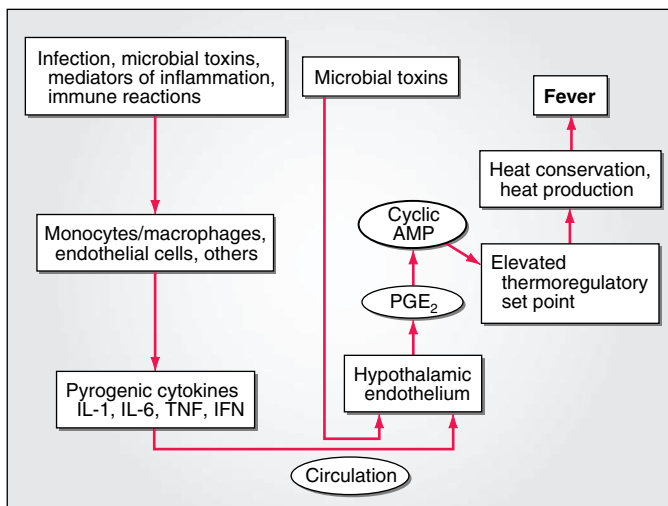 Infection, microbial toxins,
mediators of inflammation,
immune reactions
Microbial toxins
Fever
Heat conservation,
heat production
Cyclic
AMP
Monocytes/macrophages,
endothelial cells, others
Elevated
thermoregulatory
set point
PGE₂
Pyrogenic cytokines
IL-1, IL-6, TNF, IFN
Hypothalamic
endothelium
Circulation